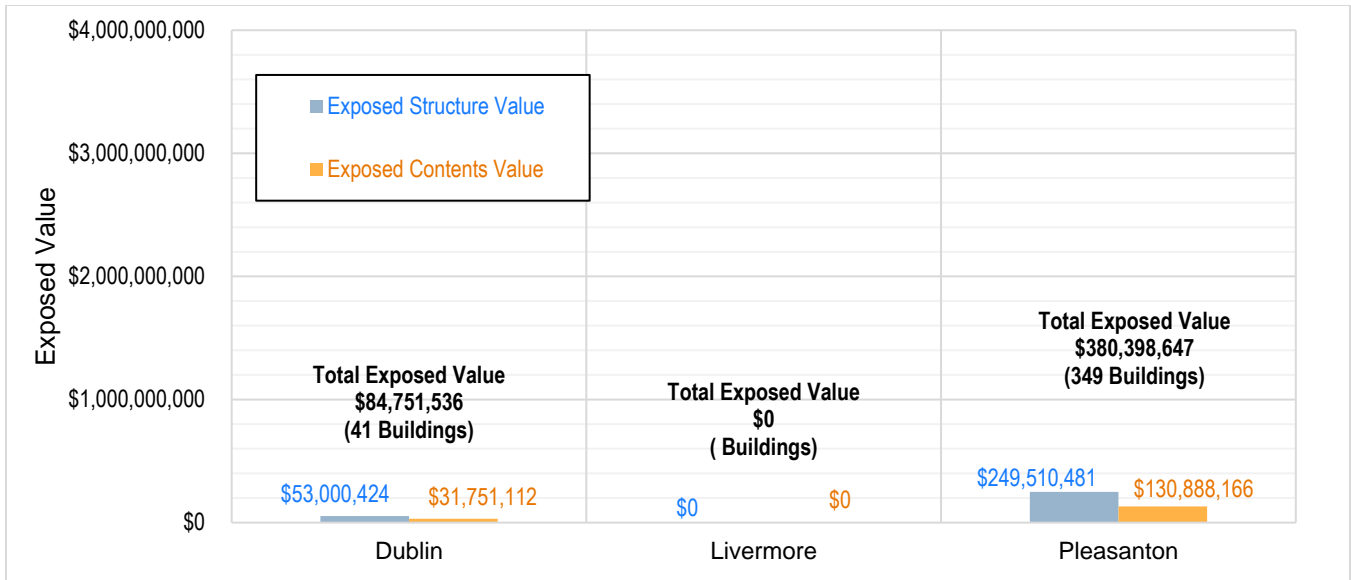 $4,000,000,000
$3,000,000,000
$2,000,000,000
$1,000,000,000
$0
Exposed Value
Exposed Structure Value
Exposed Contents Value
Total Exposed Value
$84,751,536
(41 Buildings)
$53,000,424
$31,751,112
Total Exposed Value
$0
( Buildings)
$0
$0
Total Exposed Value
$380,398,647
(349 Buildings)
$249,510,481
$130,888,166
Dublin
Livermore
Pleasanton